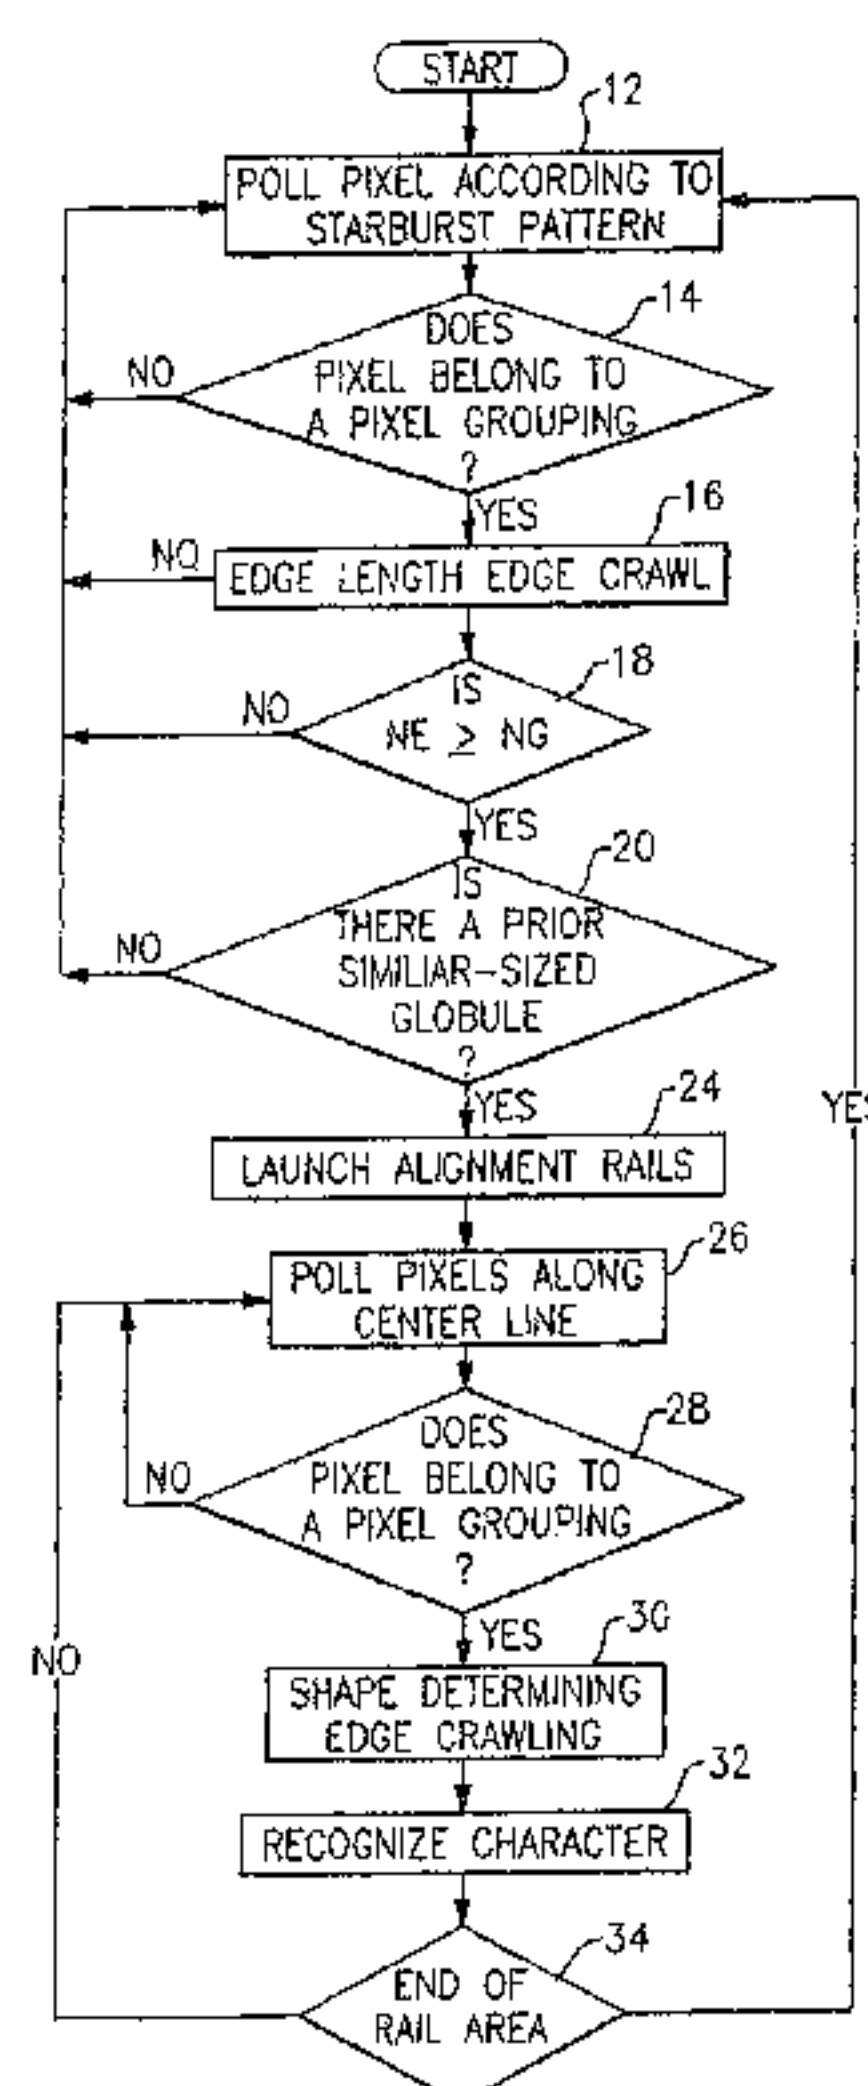 START
12
POLL PIXEL ACCORDING TO
STARBURST PATTERN
14
DOES
PIXEL BELONG TO
A PIXEL GROUPING
?
NO
YES
16
NO
EDGE LENGTH EDGE CRAWL
18
IS
NE ≥ NG
NO
YES
20
IS
THERE A PRIOR
SIMILIAR-SIZED
GLOBULE
?
NO
YES
24
YES
LAUNCH ALIGNMENT RAILS
26
POLL PIXELS ALONG
CENTER LINE
28
DOES
PIXEL BELONG TO
A PIXEL GROUPING
?
NO
YES
30
NO
SHAPE DETERMINING
EDGE CRAWLING
32
RECOGNIZE CHARACTER
34
END OF
RAIL AREA